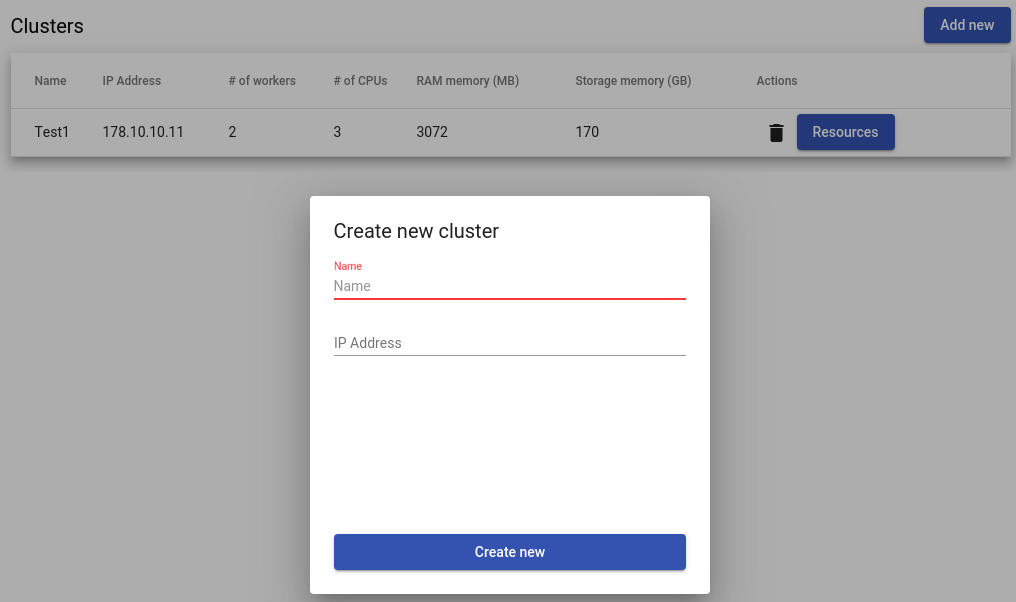 Clusters
Add new
Name IP Address # of workers # of CPUs RAM memory (MB) Storage memory (GB) Actions
Test1 178.10.10.11 2 3 3072 170 Resources
Create new cluster
Name
Name
IP Address
Create new